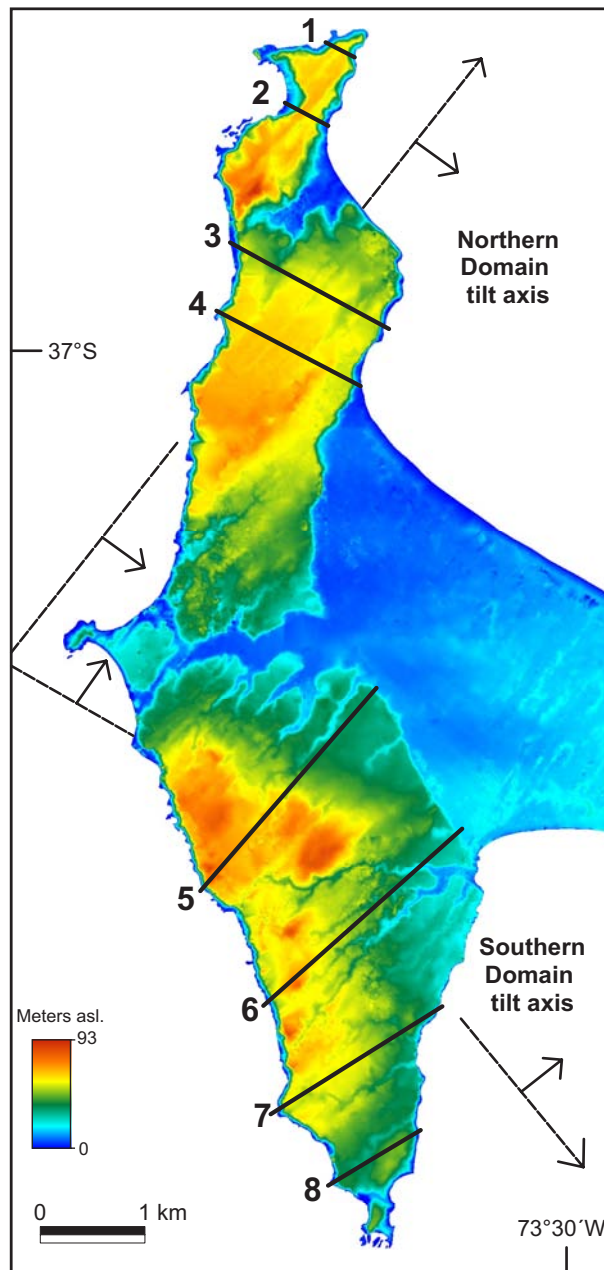 1
2
3
Northern
Domain
tilt axis
4
37°S
5
6
Southern
Domain
tilt axis
Meters asl.
93
0
7
8
0 1 km
73°30´W